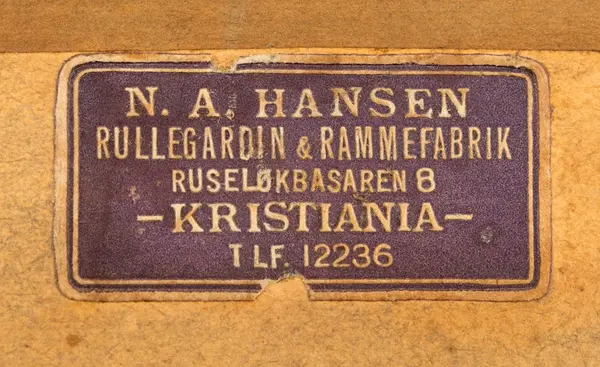 N. A. HANSEN
RULLEGARDIN & RAMMEFABRIK
RUSELØKBASAREN 8
-KRISTIANIA-
TLF. 12236